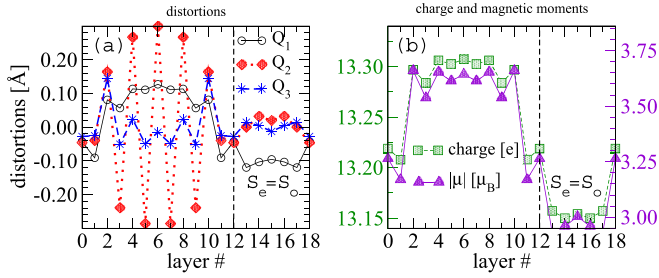 distortions
charge and magnetic moments
distortions [Å]
0.20
0.10
0.00
-0.10
-0.20
(a)
Q1
Q2
Q3
Se=So
0 2 4 6 8 10 12 14 16 18
layer #
13.30
13.25
13.20
13.15
(b)
charge [e]
|μ| [μB]
Se=So
3.75
3.50
3.25
3.00
0 2 4 6 8 10 12 14 16 18
layer #